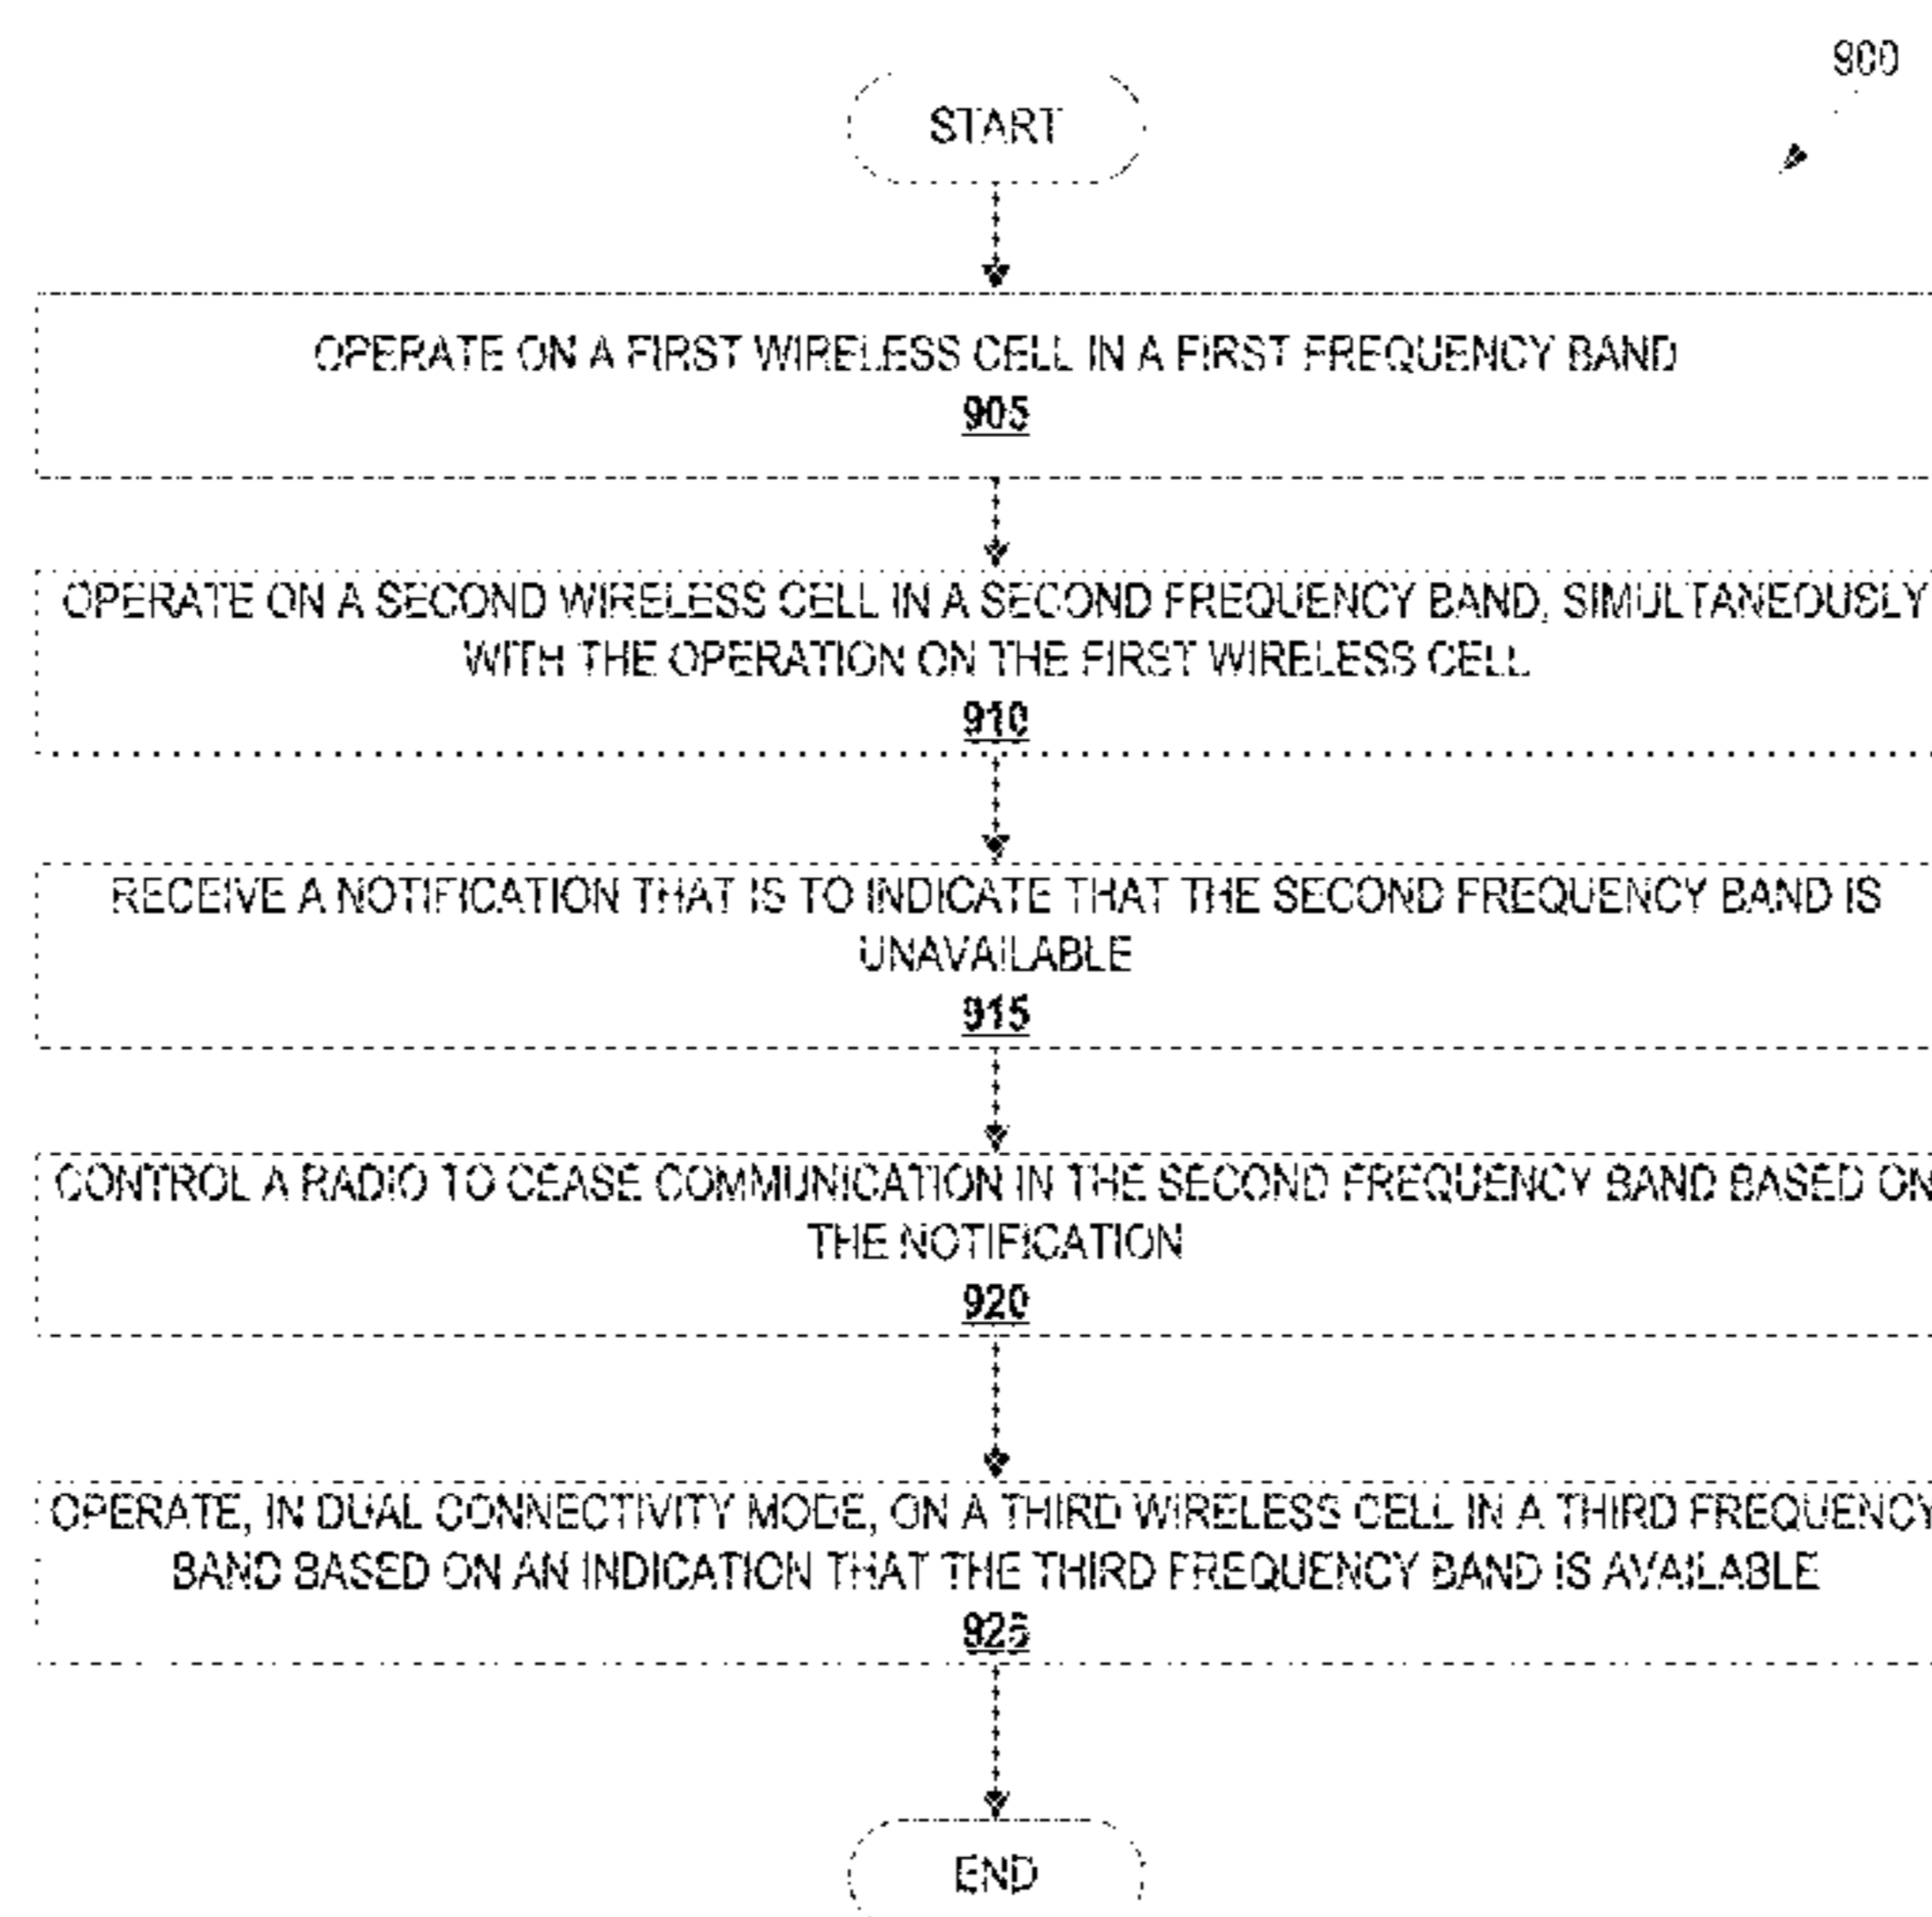 900
START
OPERATE ON A FIRST WIRELESS CELL IN A FIRST FREQUENCY BAND
905
OPERATE ON A SECOND WIRELESS CELL IN A SECOND FREQUENCY BAND, SIMULTANEOUSLY
WITH THE OPERATION ON THE FIRST WIRELESS CELL
910
RECEIVE A NOTIFICATION THAT IS TO INDICATE THAT THE SECOND FREQUENCY BAND IS
UNAVAILABLE
915
CONTROL A RADIO TO CEASE COMMUNICATION IN THE SECOND FREQUENCY BAND BASED ON
THE NOTIFICATION
920
OPERATE, IN DUAL CONNECTIVITY MODE, ON A THIRD WIRELESS CELL IN A THIRD FREQUENCY
BAND BASED ON AN INDICATION THAT THE THIRD FREQUENCY BAND IS AVAILABLE
925
END